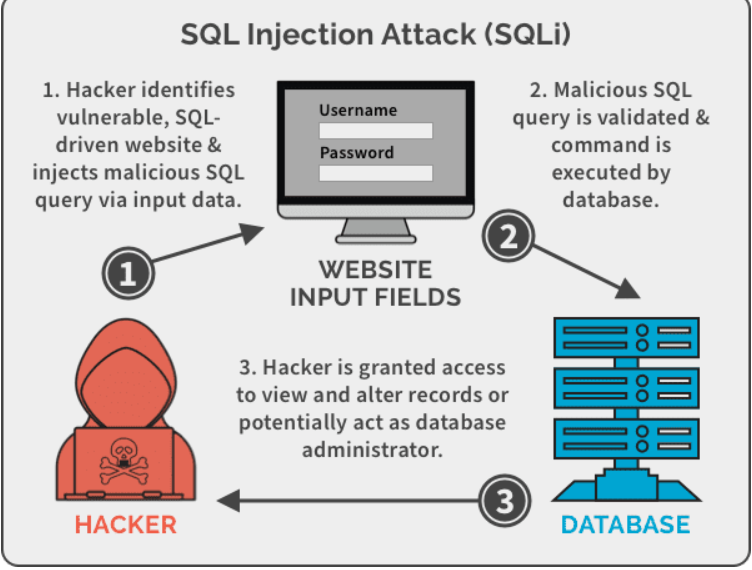 SQL Injection Attack (SQLi)
1. Hacker identifies
vulnerable, SQL-
driven website &
injects malicious SQL
query via input data.
Username
Password
2. Malicious SQL
query is validated &
command is
executed by
database.
1
2
WEBSITE
INPUT FIELDS
3. Hacker is granted access
to view and alter records or
potentially act as database
administrator.
3
HACKER
DATABASE